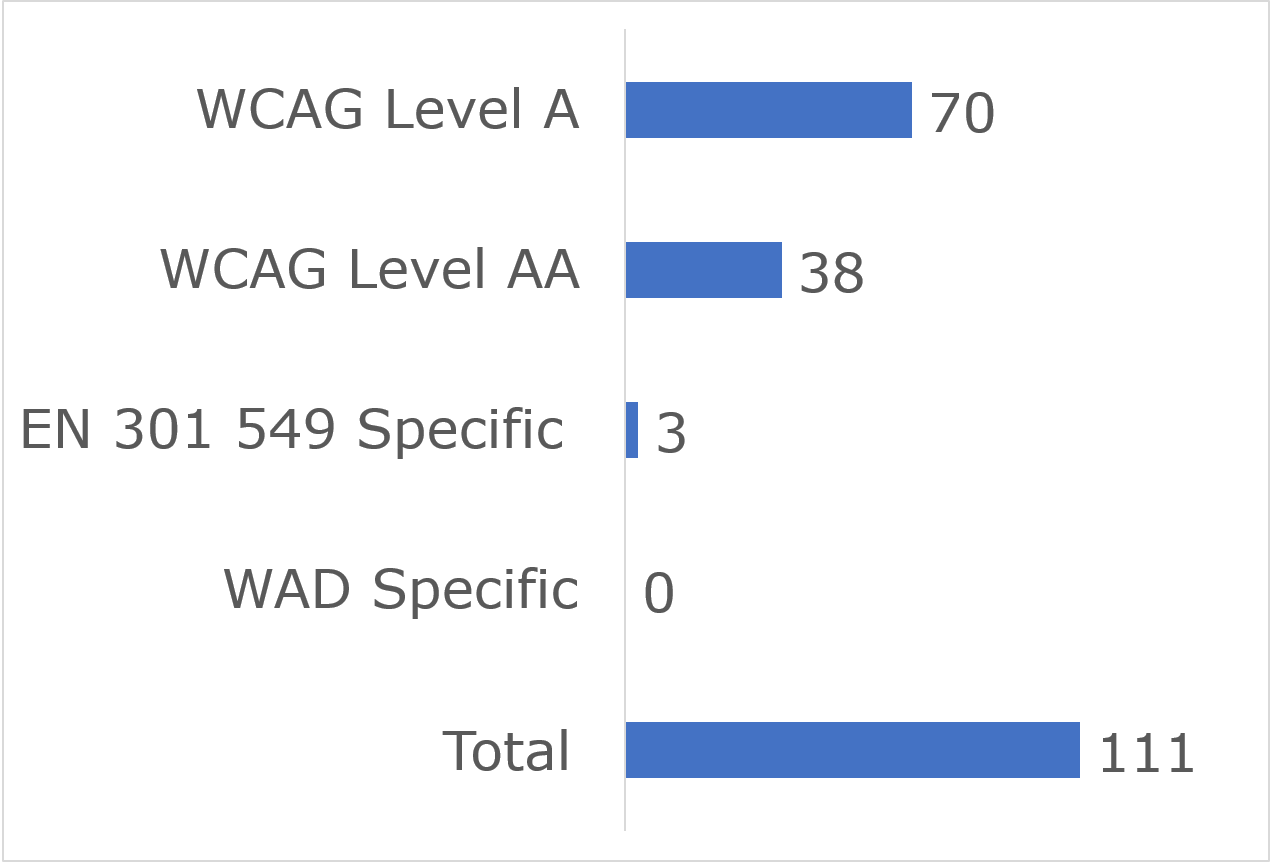 WCAG Level A 70
WCAG Level AA 38
EN 301 549 Specific 3
WAD Specific 0
Total 111